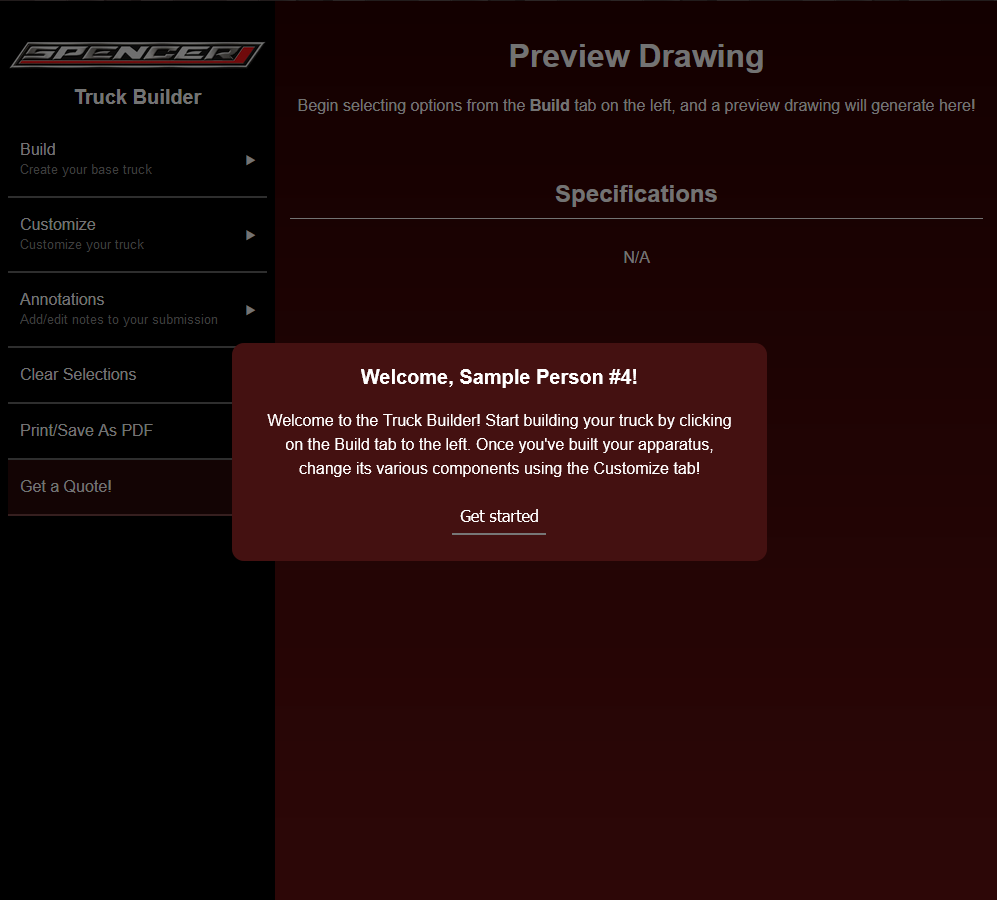 SPENCER
Truck Builder
Build
Create your base truck
Customize
Customize your truck
Annotations
Add/edit notes to your submission
Clear Selections
Print/Save As PDF
Get a Quote!
Preview Drawing
Begin selecting options from the Build tab on the left, and a preview drawing will generate here!
Specifications
N/A
Welcome, Sample Person #4!
Welcome to the Truck Builder! Start building your truck by clicking
on the Build tab to the left. Once you've built your apparatus,
change its various components using the Customize tab!
Get started